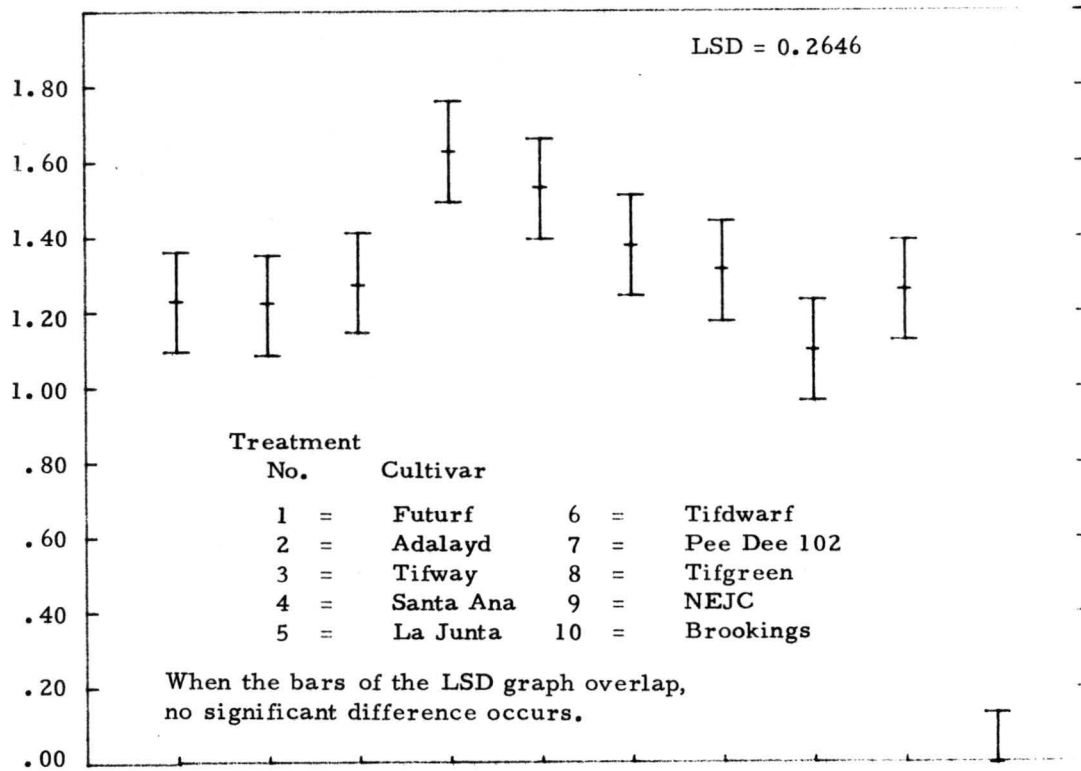 LSD = 0.2646
1.80
1.60
1.40
1.20
1.00
.80
.60
.40
.20
.00
Treatment
No. Cultivar
1 = Futurf 6 = Tifdwarf
2 = Adalayd 7 = Pee Dee 102
3 = Tifway 8 = Tifgreen
4 = Santa Ana 9 = NEJC
5 = La Junta 10 = Brookings
When the bars of the LSD graph overlap,
no significant difference occurs.